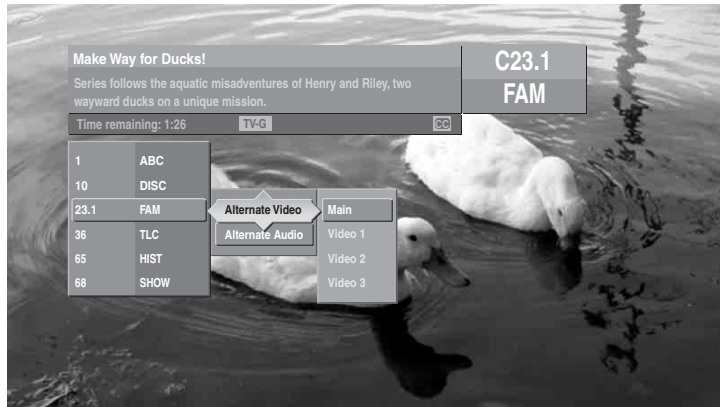 Make Way for Ducks!
C23.1
Series follows the aquatic misadventures of Henry and Riley, two
wayward ducks on a unique mission.
FAM
Time remaining: 1:26 TV-G CC
1 ABC
10 DISC
23.1 FAM Alternate Video Main
36 TLC Alternate Audio Video 1
65 HIST Video 2
68 SHOW Video 3